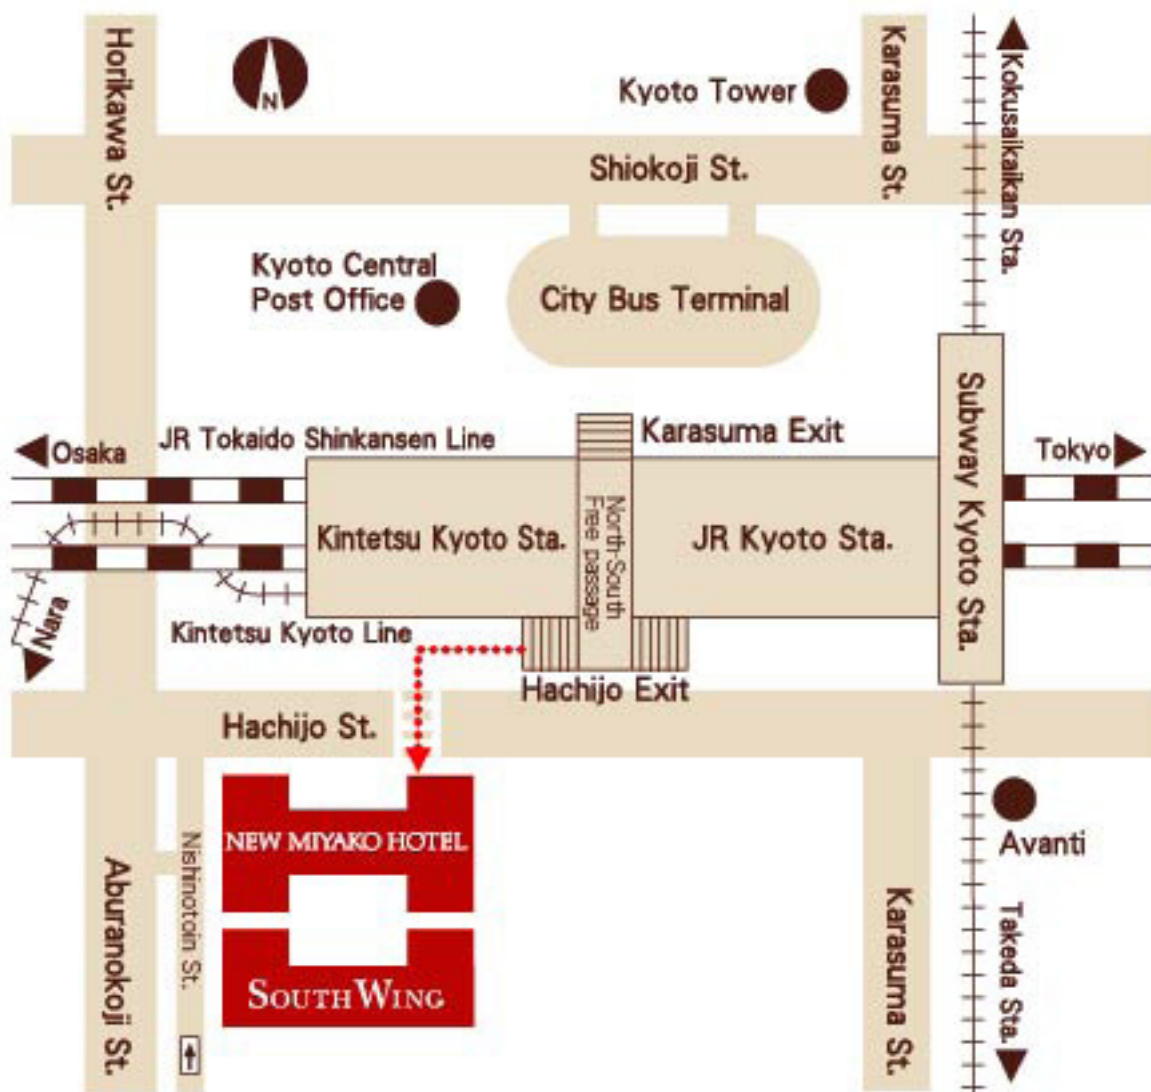 Horikawa St.
N
Kyoto Tower
Karasuma St.
Kokusaikaikan Sta.
Shiokoji St.
Kyoto Central
Post Office
City Bus Terminal
Subway Kyoto Sta.
Karasuma Exit
JR Tokaido Shinkansen Line
Osaka
Tokyo
Kintetsu Kyoto Sta.
North-South
Free passage
JR Kyoto Sta.
Nara
Kintetsu Kyoto Line
Hachijo Exit
Hachijo St.
NEW MIYAKO HOTEL
Nishinotoin St.
Aburanokoji St.
Avanti
Karasuma St.
Takeda Sta.
SOUTH WING